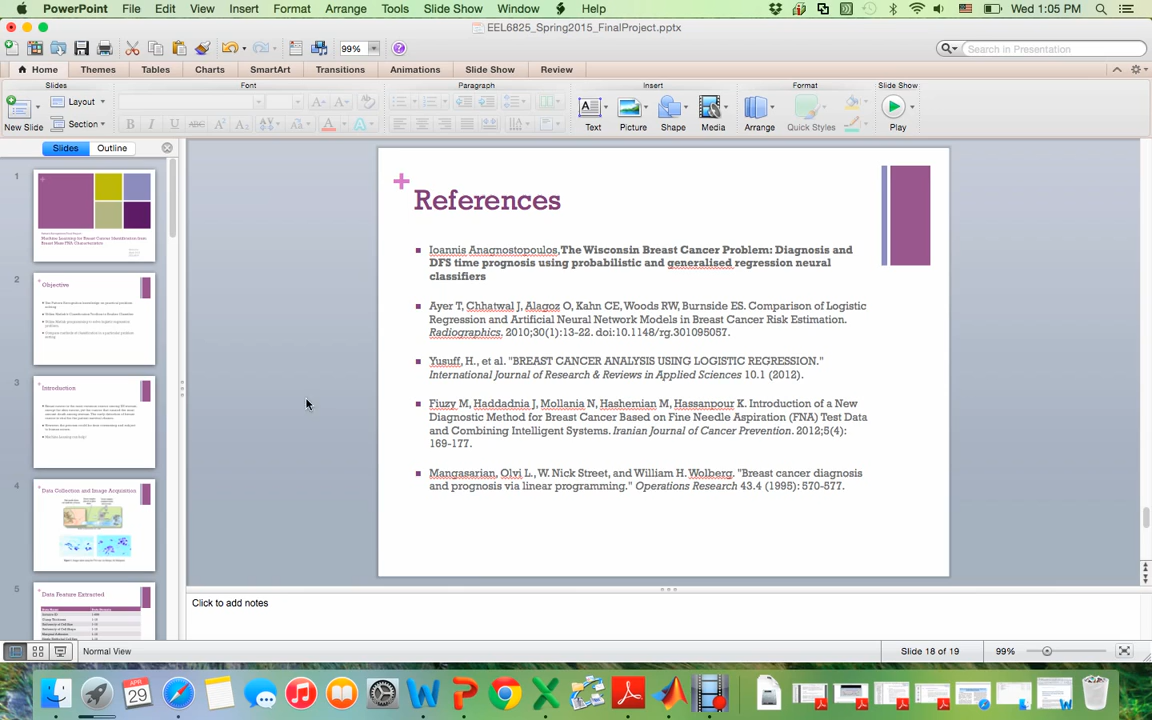 PowerPoint File Edit View Insert Format Arrange Tools Slide Show Window Help Wed 1:05 PM
EEL6825_Spring2015_FinalProject.pptx
99% Search in Presentation
Home Themes Tables Charts SmartArt Transitions Animations Slide Show Review
Slides Font Paragraph Insert Format Slide Show
Layout
New Slide Section
B I U ABC A² A₂
Text Picture Shape Media Arrange Quick Styles Play
Slides Outline
1
2
Objective
3
Introduction
4
Data Collection and Image Acquisition
5
Data Feature Extracted
References
Ioannis Anagnostopoulos,The Wisconsin Breast Cancer Problem: Diagnosis and
DFS time prognosis using probabilistic and generalised regression neural
classifiers
Ayer T, Chhatwal J, Alagoz O, Kahn CE, Woods RW, Burnside ES. Comparison of Logistic
Regression and Artificial Neural Network Models in Breast Cancer Risk Estimation.
Radiographics. 2010;30(1):13-22. doi:10.1148/rg.301095057.
Yusuff, H., et al. "BREAST CANCER ANALYSIS USING LOGISTIC REGRESSION."
International Journal of Research & Reviews in Applied Sciences 10.1 (2012).
Fiuzy M, Haddadnia J, Mollania N, Hashemian M, Hassanpour K. Introduction of a New
Diagnostic Method for Breast Cancer Based on Fine Needle Aspiration (FNA) Test Data
and Combining Intelligent Systems. Iranian Journal of Cancer Prevention. 2012;5(4):
169-177.
Mangasarian, Olvi L., W. Nick Street, and William H. Wolberg. "Breast cancer diagnosis
and prognosis via linear programming." Operations Research 43.4 (1995): 570-577.
Click to add notes
Normal View Slide 18 of 19 99%
APR
29